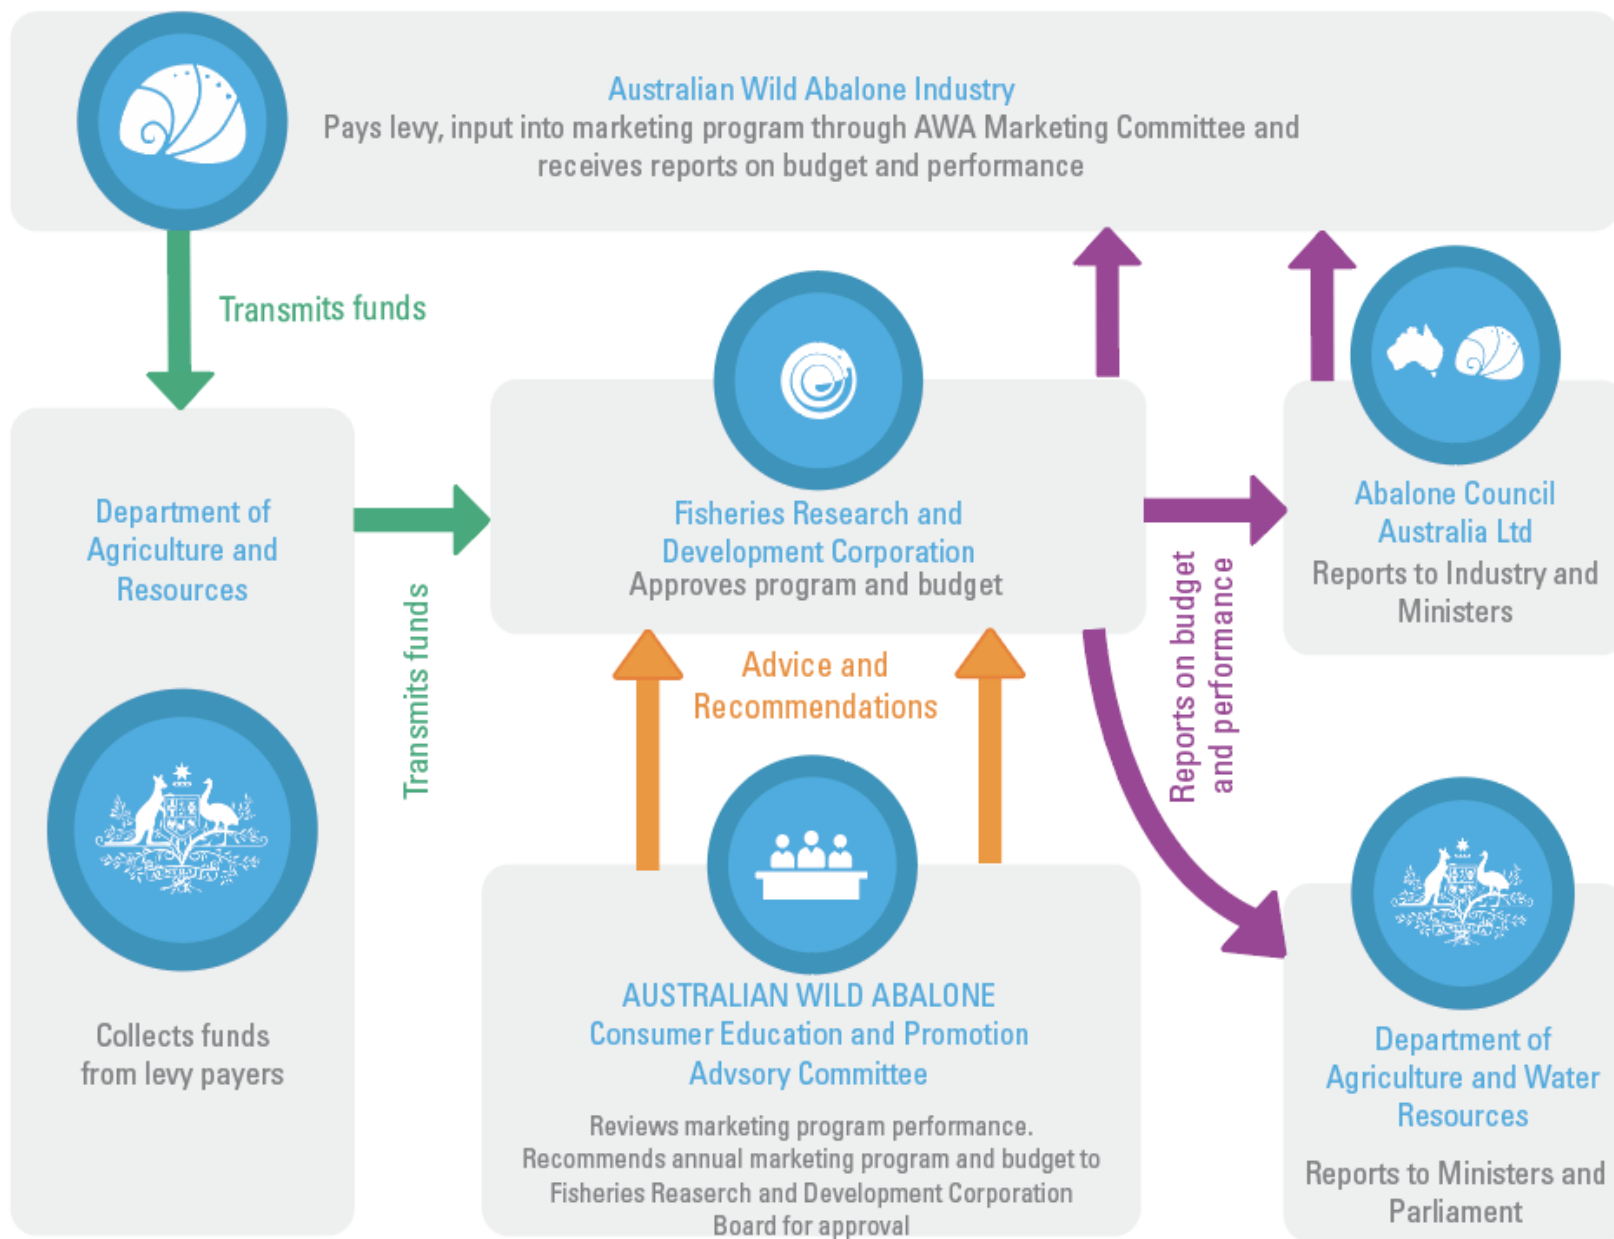 Australian Wild Abalone Industry
Pays levy, input into marketing program through AWA Marketing Committee and
receives reports on budget and performance
Transmits funds
Department of
Agriculture and
Resources
Collects funds
from levy payers
Transmits funds
Fisheries Research and
Development Corporation
Approves program and budget
Advice and
Recommendations
AUSTRALIAN WILD ABALONE
Consumer Education and Promotion
Advsory Committee
Reviews marketing program performance.
Recommends annual marketing program and budget to
Fisheries Reaserch and Development Corporation
Board for approval
Reports on budget
and performance
Abalone Council
Australia Ltd
Reports to Industry and
Ministers
Department of
Agriculture and Water
Resources
Reports to Ministers and
Parliament